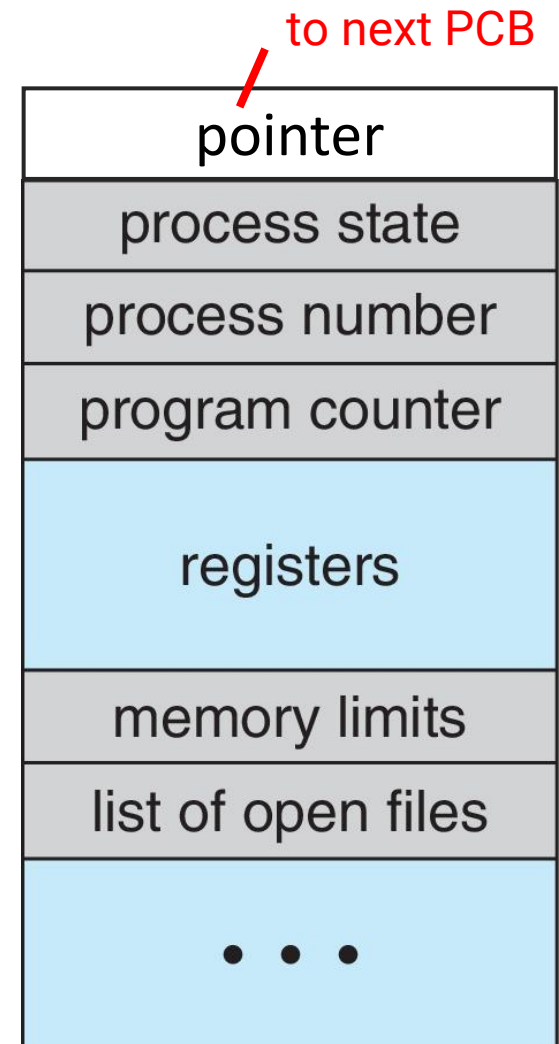 to next PCB
pointer
process state
process number
program counter
registers
memory limits
list of open files
• • •